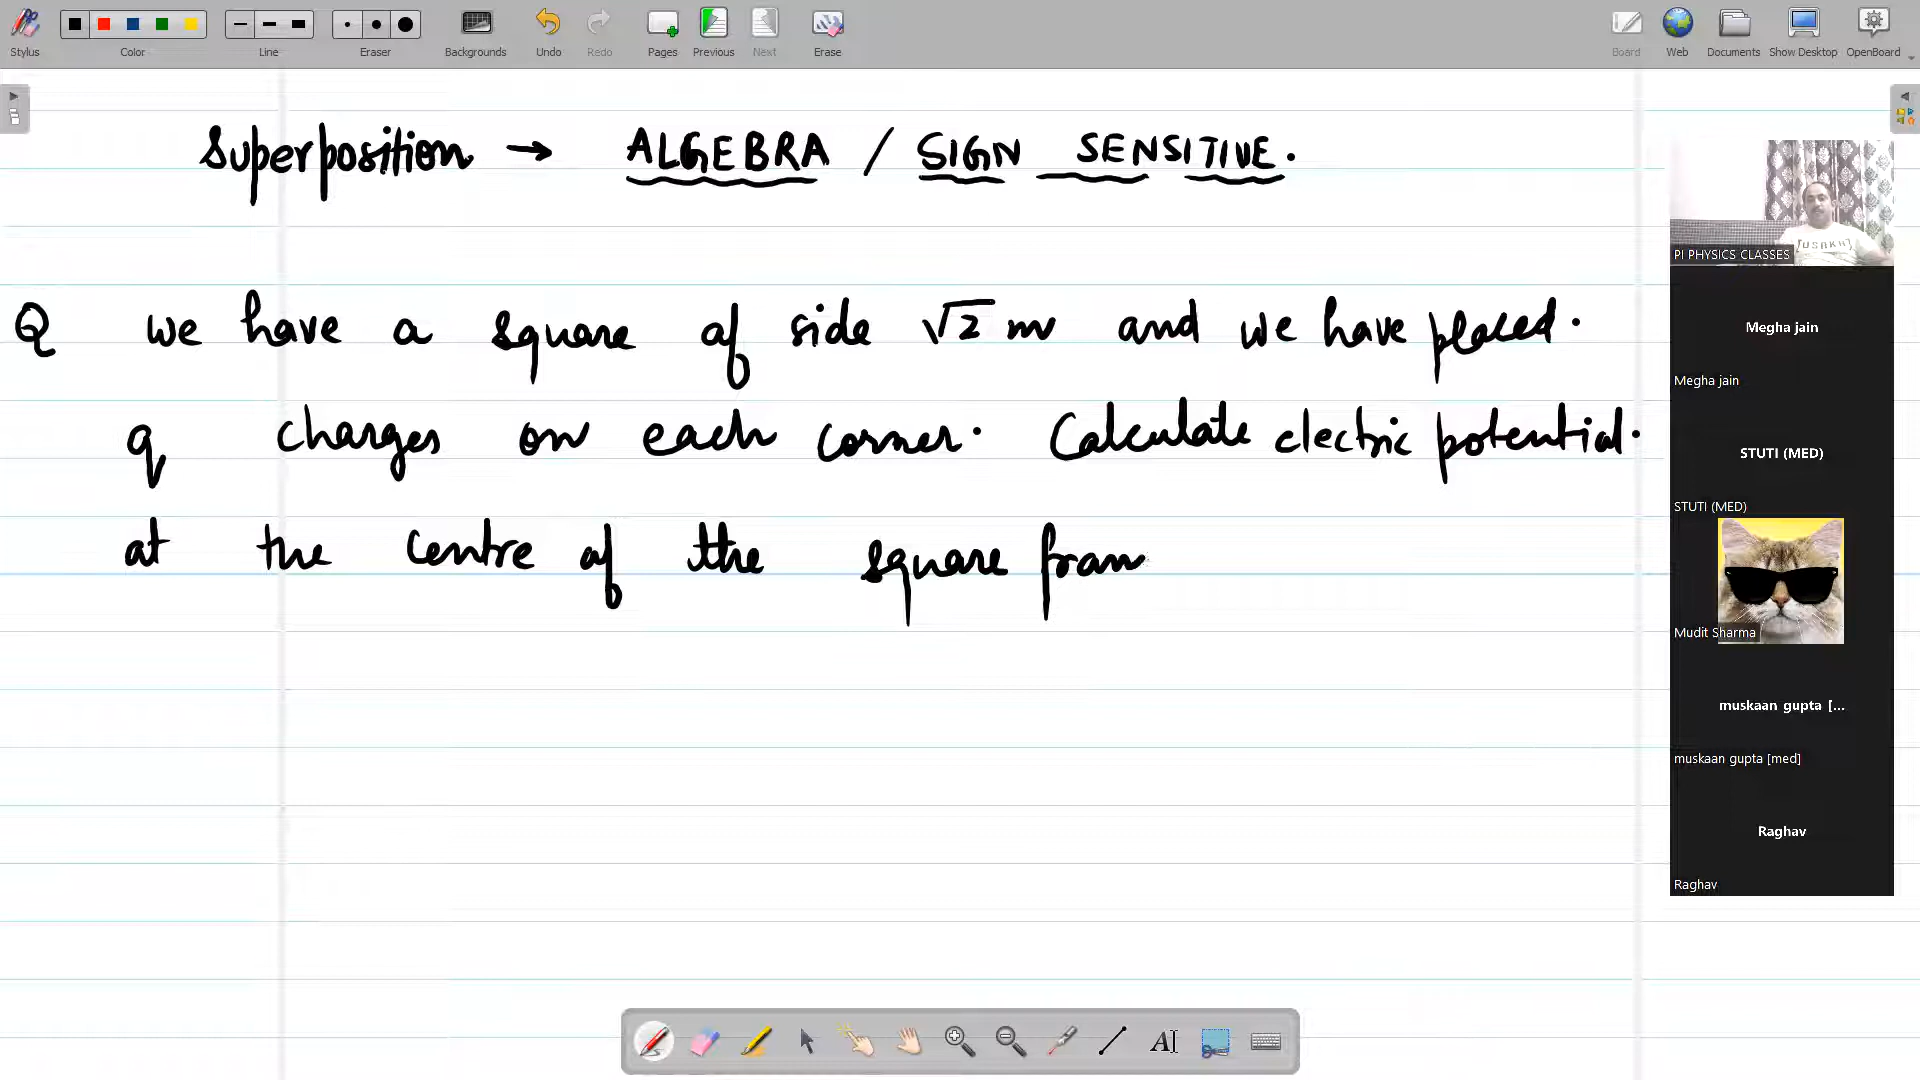 Stylus
Color
Line
Eraser
Backgrounds
Undo
Redo
Pages
Previous
Next
Erase
Board
Web
Documents
Show Desktop
OpenBoard
Superposition → ALGEBRA / SIGN SENSITIVE.
Q we have a square of side √2 m and we have placed.
q charges on each corner. Calculate electric potential.
at the centre of the square fram
[USAKA]
PI PHYSICS CLASSES
Megha jain
Megha jain
STUTI (MED)
STUTI (MED)
Mudit Sharma
muskaan gupta [...
muskaan gupta [med]
Raghav
Raghav
AI